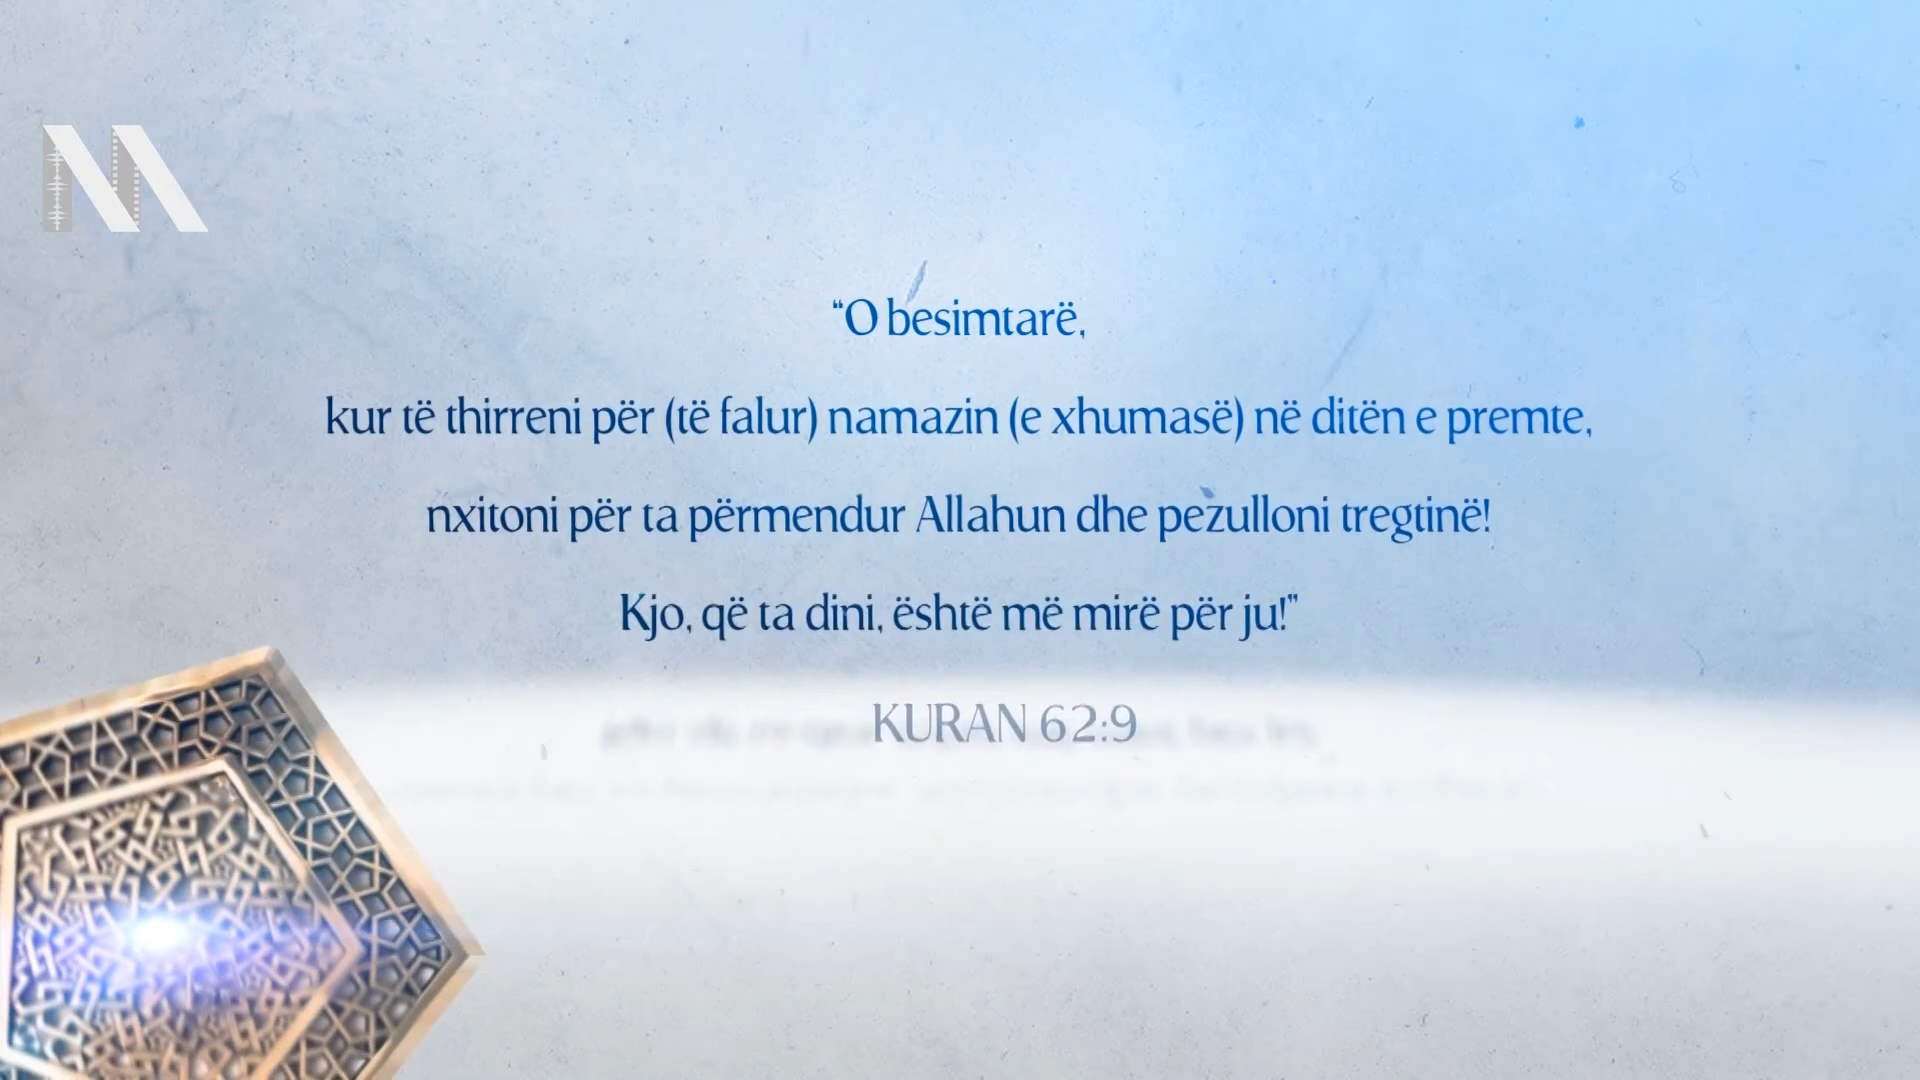 “O besimtarë,
kur të thirreni për (të falur) namazin (e xhumasë) në ditën e premte,
nxitoni për ta përmendur Allahun dhe pezulloni tregtinë!
Kjo, që ta dini, është më mirë për ju!”
KURAN 62:9